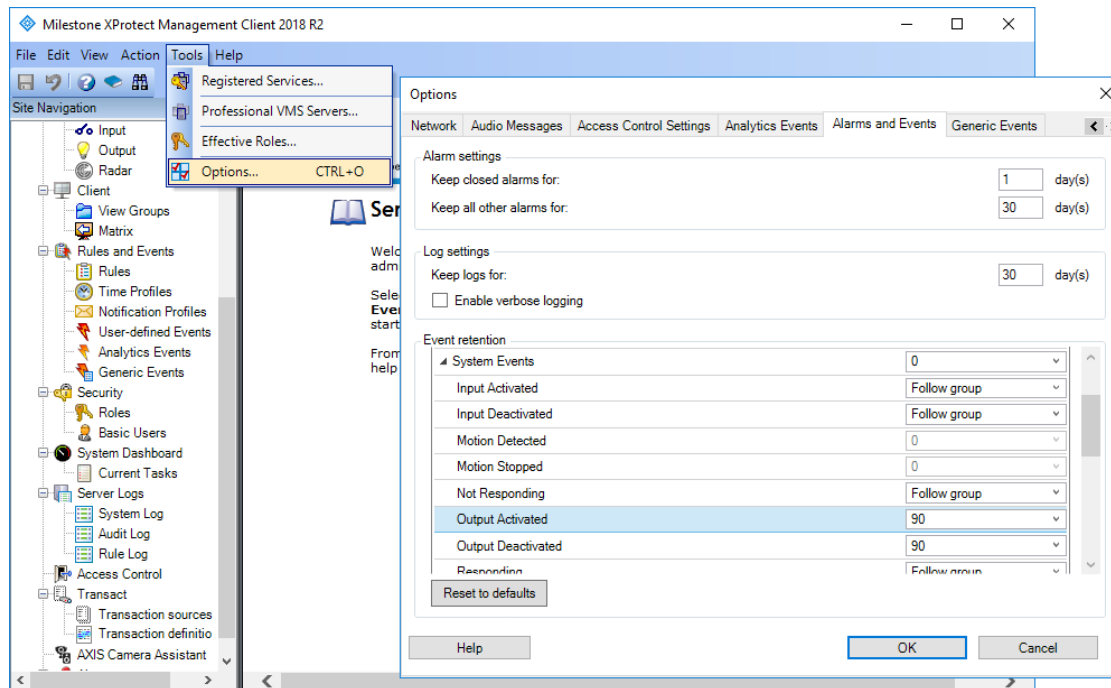 Milestone XProtect Management Client 2018 R2
File Edit View Action Tools Help
Site Navigation
Input
Output
Radar
Client
View Groups
Matrix
Rules and Events
Rules
Time Profiles
Notification Profiles
User-defined Events
Analytics Events
Generic Events
Security
Roles
Basic Users
System Dashboard
Current Tasks
Server Logs
System Log
Audit Log
Rule Log
Access Control
Transact
Transaction sources
Transaction definitio
AXIS Camera Assistant
Registered Services...
Professional VMS Servers...
Effective Roles...
Options... CTRL+O
Ser
Welc
adm
Sele
Eve
start
From
help
Options
Network Audio Messages Access Control Settings Analytics Events Alarms and Events Generic Events
Alarm settings
Keep closed alarms for: 1 day(s)
Keep all other alarms for: 30 day(s)
Log settings
Keep logs for: 30 day(s)
Enable verbose logging
Event retention
System Events 0
Input Activated Follow group
Input Deactivated Follow group
Motion Detected 0
Motion Stopped 0
Not Responding Follow group
Output Activated 90
Output Deactivated 90
Responding Follow group
Reset to defaults
Help OK Cancel